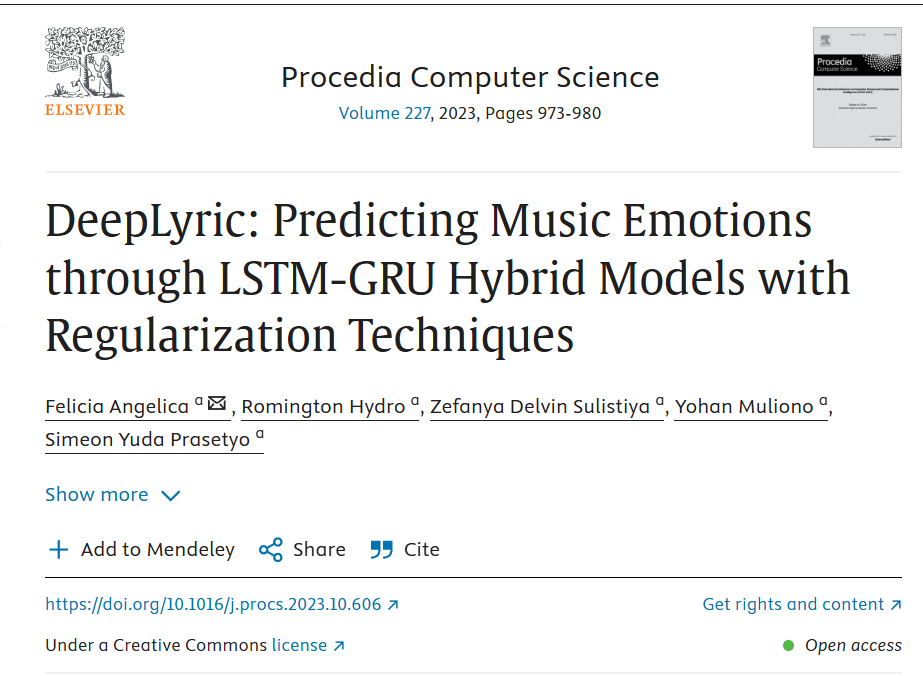 ELSEVIER
Procedia Computer Science
Volume 227, 2023, Pages 973-980
Procedia
Computer Science
DeepLyric: Predicting Music Emotions
through LSTM-GRU Hybrid Models with
Regularization Techniques
Felicia Angelica a, Romington Hydro a, Zefanya Delvin Sulistiya a, Yohan Muliono a,
Simeon Yuda Prasetyo a
Show more
Add to Mendeley Share Cite
https://doi.org/10.1016/j.procs.2023.10.606 Get rights and content
Under a Creative Commons license Open access